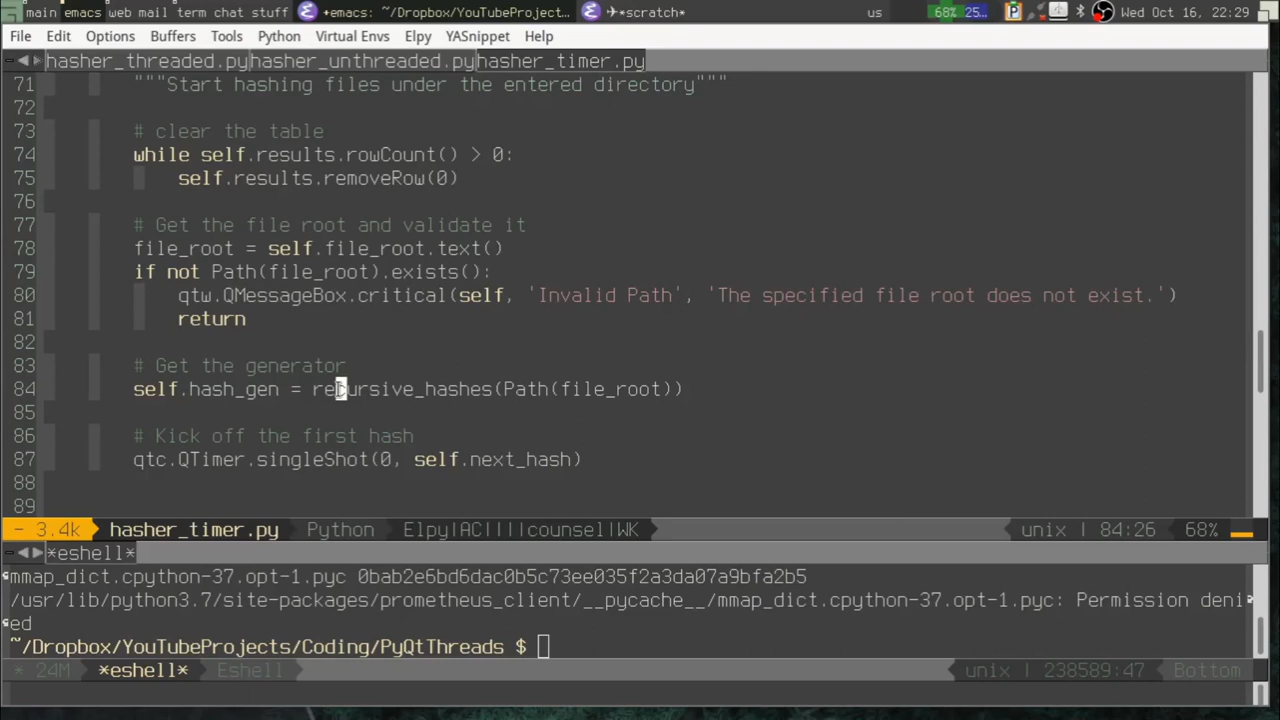 main emacs web mail term chat stuff +emacs: ~/Dropbox/YouTubeProject... *scratch* us 68% 25... Wed Oct 16, 22:29
File Edit Options Buffers Tools Python Virtual Envs Elpy YASnippet Help
hasher_threaded.py hasher_unthreaded.py hasher_timer.py
71 """Start hashing files under the entered directory"""
72
73 # clear the table
74 while self.results.rowCount() > 0:
75 self.results.removeRow(0)
76
77 # Get the file root and validate it
78 file_root = self.file_root.text()
79 if not Path(file_root).exists():
80 qtw.QMessageBox.critical(self, 'Invalid Path', 'The specified file root does not exist.')
81 return
82
83 # Get the generator
84 self.hash_gen = recursive_hashes(Path(file_root))
85
86 # Kick off the first hash
87 qtc.QTimer.singleShot(0, self.next_hash)
88
89
- 3.4k hasher_timer.py Python Elpy|AC||||counsel|WK unix | 84:26 68%
*eshell*
mmap_dict.cpython-37.opt-1.pyc 0bab2e6bd6dac0b5c73ee035f2a3da07a9bfa2b5
/usr/lib/python3.7/site-packages/prometheus_client/__pycache__/mmap_dict.cpython-37.opt-1.pyc: Permission deni
ed
~/Dropbox/YouTubeProjects/Coding/PyQtThreads $
* 24M *eshell* Eshell unix | 238589:47 Bottom